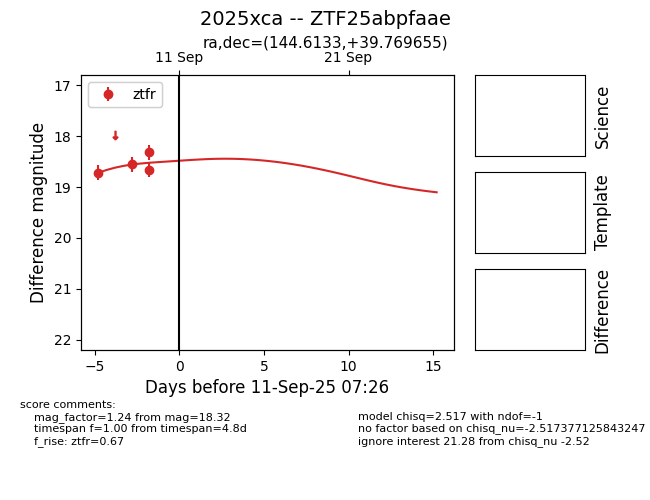 2025xca -- ZTF25abpfaae
ra,dec=(144.6133,+39.769655)
11 Sep
21 Sep
ztfr
17
18
19
20
21
22
Difference magnitude
−5
0
5
10
15
Days before 11-Sep-25 07:26
Science
Template
Difference
score comments:
mag_factor=1.24 from mag=18.32
timespan f=1.00 from timespan=4.8d
f_rise: ztfr=0.67
model chisq=2.517 with ndof=-1
no factor based on chisq_nu=-2.517377125843247
ignore interest 21.28 from chisq_nu -2.52